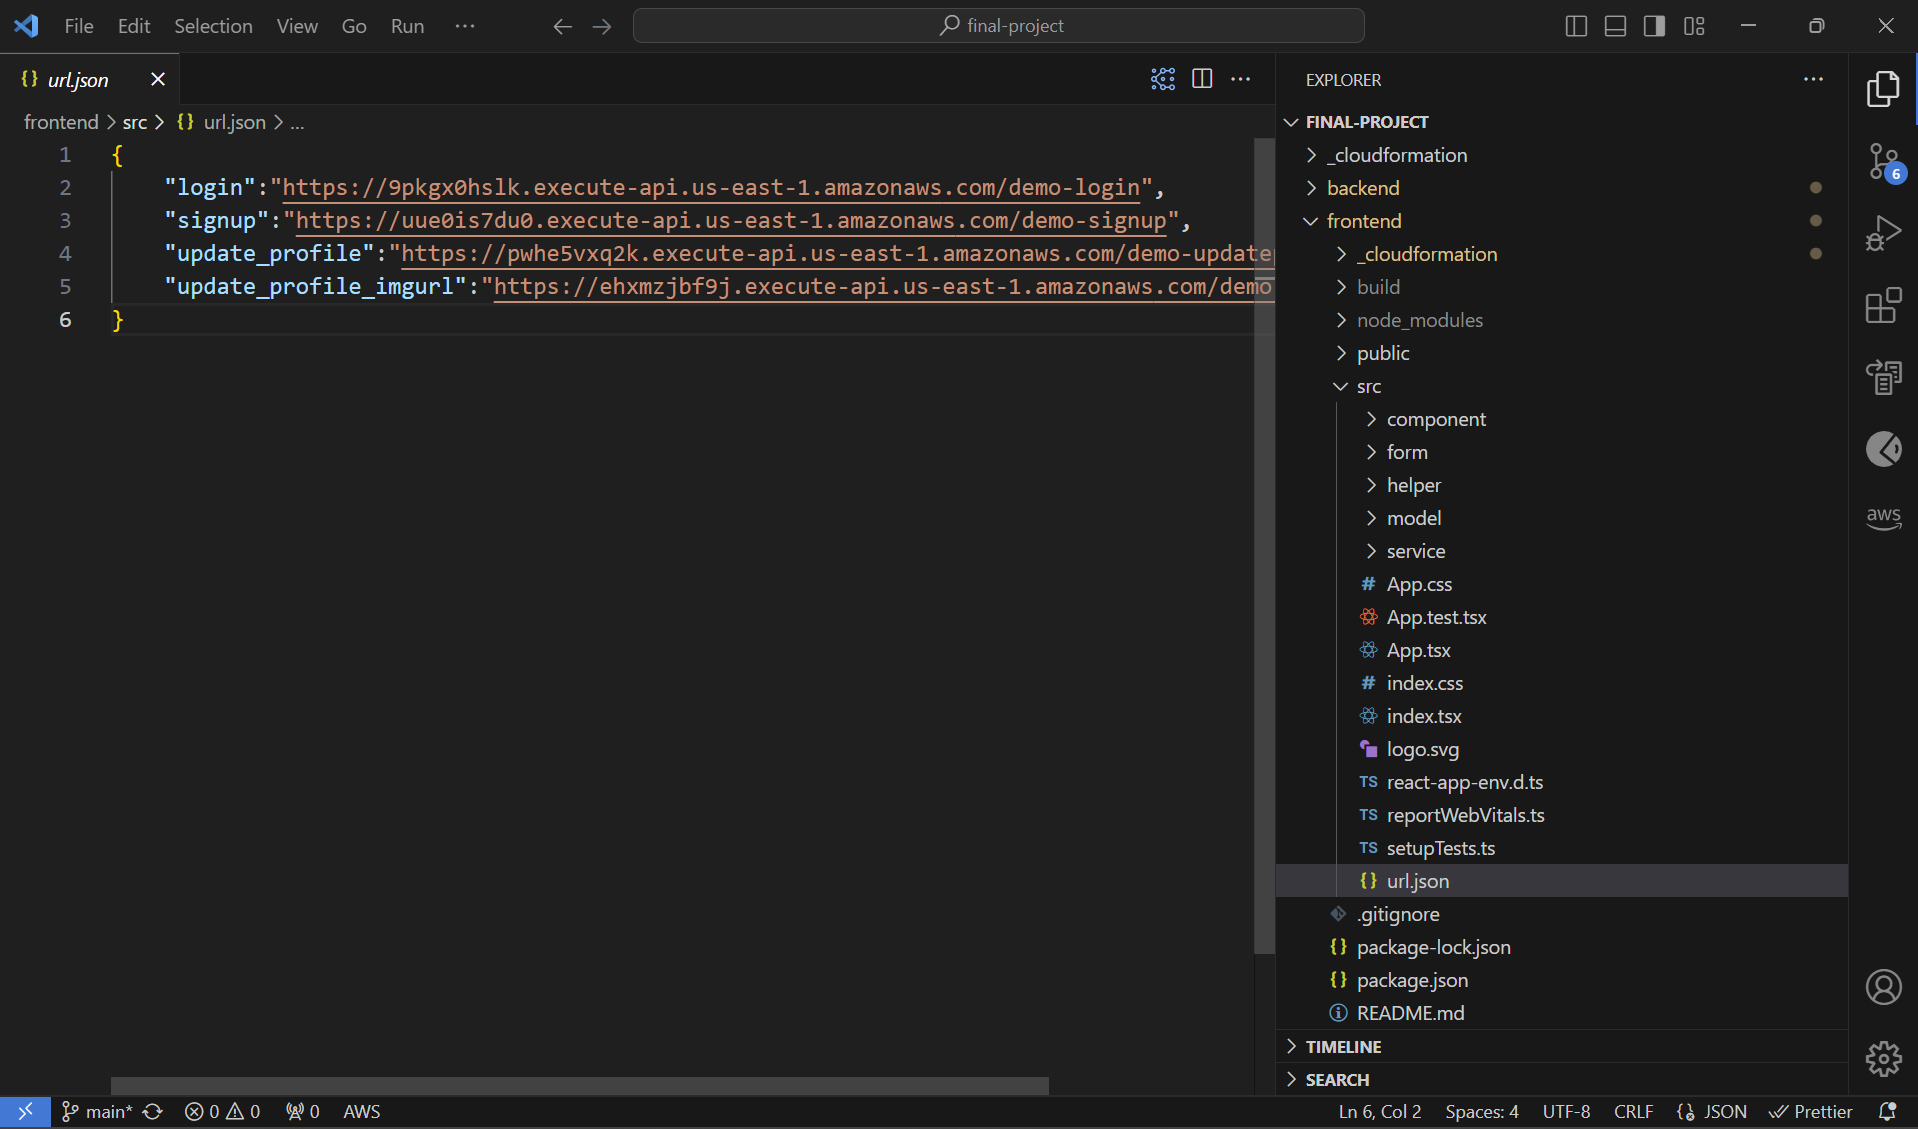 File Edit Selection View Go Run ··· final-project
{} url.json
frontend > src > {} url.json > ...
1 {
2 "login":"https://9pkgx0hslk.execute-api.us-east-1.amazonaws.com/demo-login",
3 "signup":"https://uue0is7du0.execute-api.us-east-1.amazonaws.com/demo-signup",
4 "update_profile":"https://pwhe5vxq2k.execute-api.us-east-1.amazonaws.com/demo-update
5 "update_profile_imgurl":"https://ehxmzjbf9j.execute-api.us-east-1.amazonaws.com/demo
6 }
EXPLORER
FINAL-PROJECT
_cloudformation
backend
frontend
_cloudformation
build
node_modules
public
src
component
form
helper
model
service
# App.css
App.test.tsx
App.tsx
# index.css
index.tsx
logo.svg
TS react-app-env.d.ts
TS reportWebVitals.ts
TS setupTests.ts
{} url.json
.gitignore
{} package-lock.json
{} package.json
README.md
TIMELINE
SEARCH
6
aws
main* 0 0 0 AWS Ln 6, Col 2 Spaces: 4 UTF-8 CRLF JSON Prettier